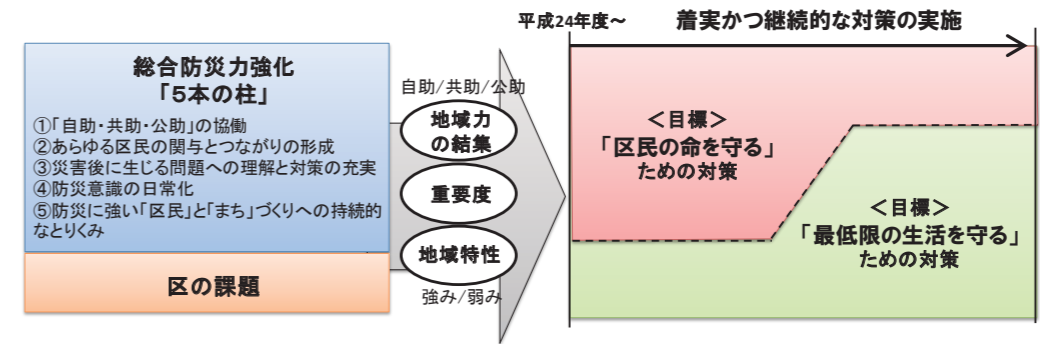 平成24年度～
着実かつ継続的な対策の実施
総合防災力強化
「５本の柱」
①「自助・共助・公助」の協働
②あらゆる区民の関与とつながりの形成
③災害後に生じる問題への理解と対策の充実
④防災意識の日常化
⑤防災に強い「区民」と「まち」づくりへの持続的
なとりくみ
区の課題
自助/共助/公助
地域力
の結集
重要度
地域特性
強み/弱み
＜目標＞
「区民の命を守る」
ための対策
＜目標＞
「最低限の生活を守る」
ための対策